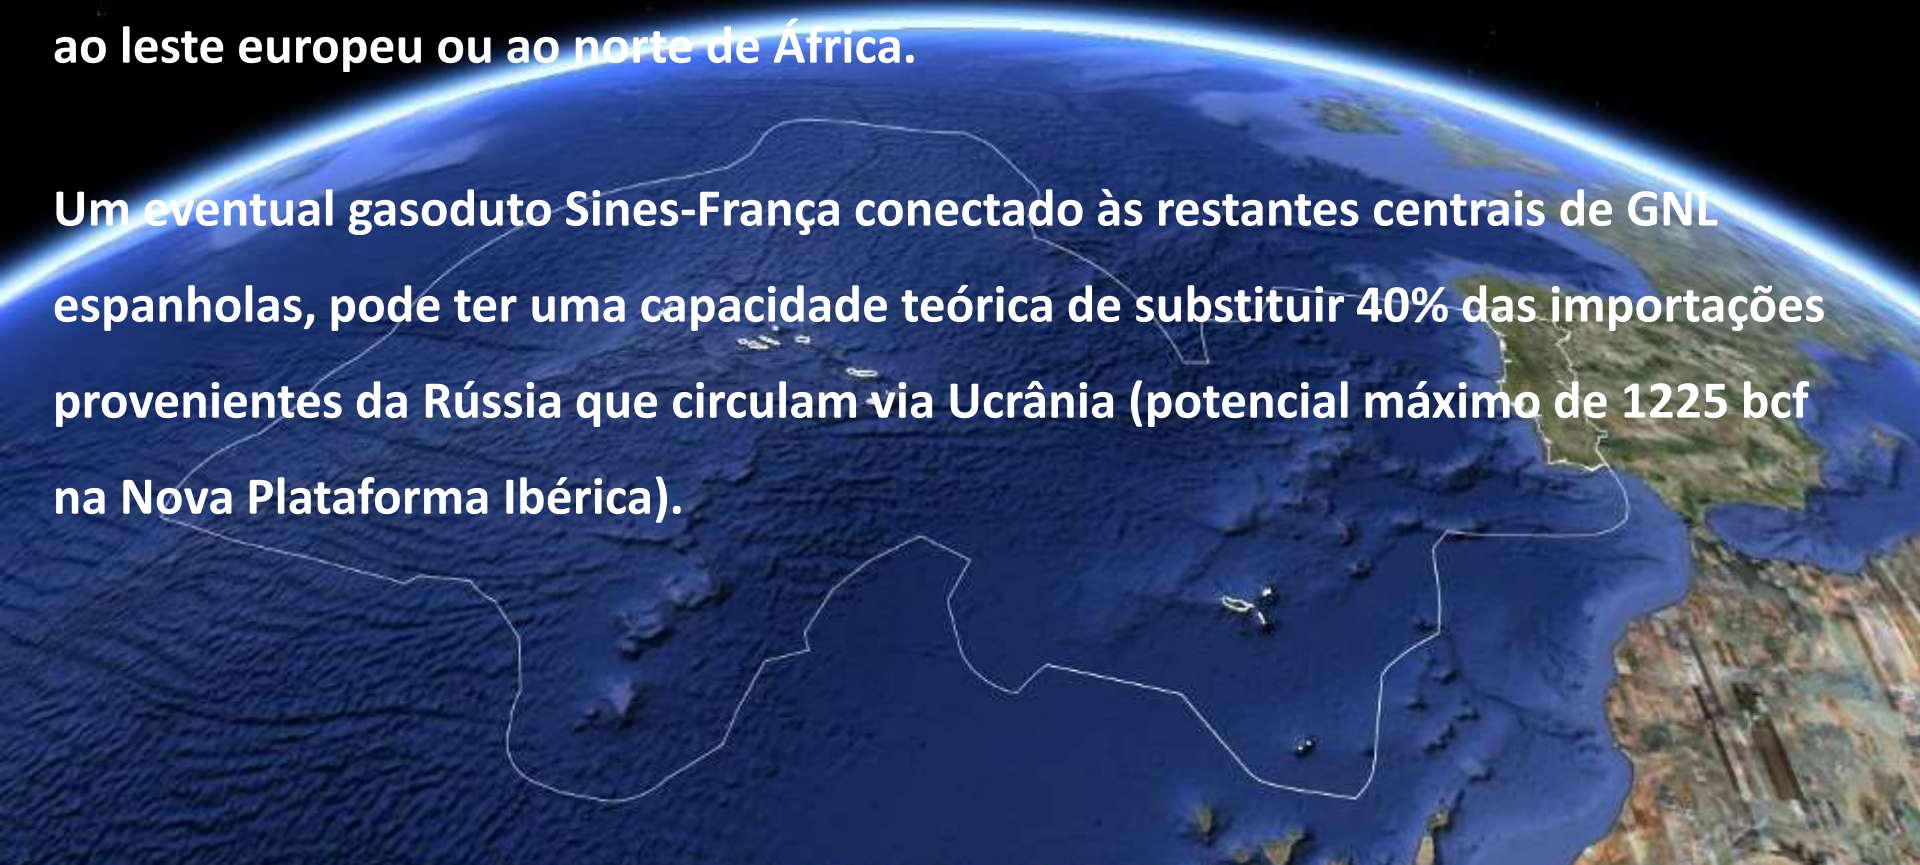 ao leste europeu ou ao norte de África.
Um eventual gasoduto Sines-França conectado às restantes centrais de GNL
espanholas, pode ter uma capacidade teórica de substituir 40% das importações
provenientes da Rússia que circulam via Ucrânia (potencial máximo de 1225 bcf
na Nova Plataforma Ibérica).